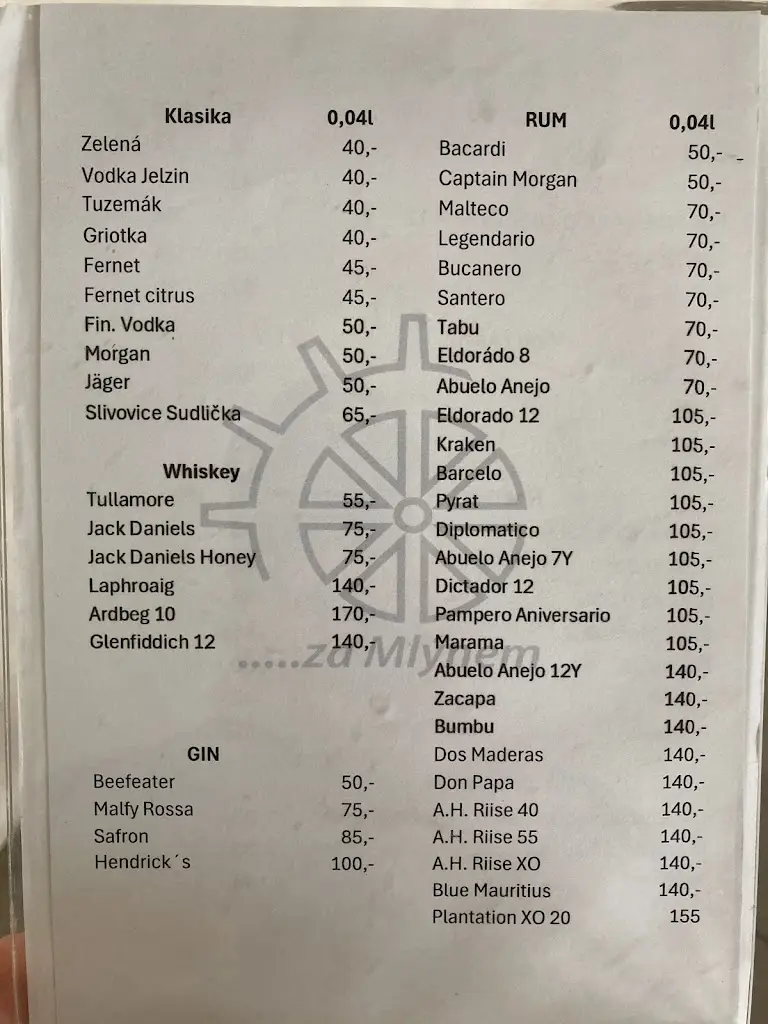 Klasika 0,04l
Zelená 40,-
Vodka Jelzin 40,-
Tuzemák 40,-
Griotka 40,-
Fernet 45,-
Fernet citrus 45,-
Fin. Vodka 50,-
Morgan 50,-
Jäger 50,-
Slivovice Sudlička 65,-
Whiskey
Tullamore 55,-
Jack Daniels 75,-
Jack Daniels Honey 75,-
Laphroaig 140,-
Ardbeg 10 170,-
Glenfiddich 12 140,-
.....za Mlýnem
GIN
Beefeater 50,-
Malfy Rossa 75,-
Safron 85,-
Hendrick´s 100,-
RUM 0,04l
Bacardi 50,-
Captain Morgan 50,-
Malteco 70,-
Legendario 70,-
Bucanero 70,-
Santero 70,-
Tabu 70,-
Eldorádo 8 70,-
Abuelo Anejo 70,-
Eldorado 12 105,-
Kraken 105,-
Barcelo 105,-
Pyrat 105,-
Diplomatico 105,-
Abuelo Anejo 7Y 105,-
Dictador 12 105,-
Pampero Aniversario 105,-
Marama 105,-
Abuelo Anejo 12Y 140,-
Zacapa 140,-
Bumbu 140,-
Dos Maderas 140,-
Don Papa 140,-
A.H. Riise 40 140,-
A.H. Riise 55 140,-
A.H. Riise XO 140,-
Blue Mauritius 140,-
Plantation XO 20 155